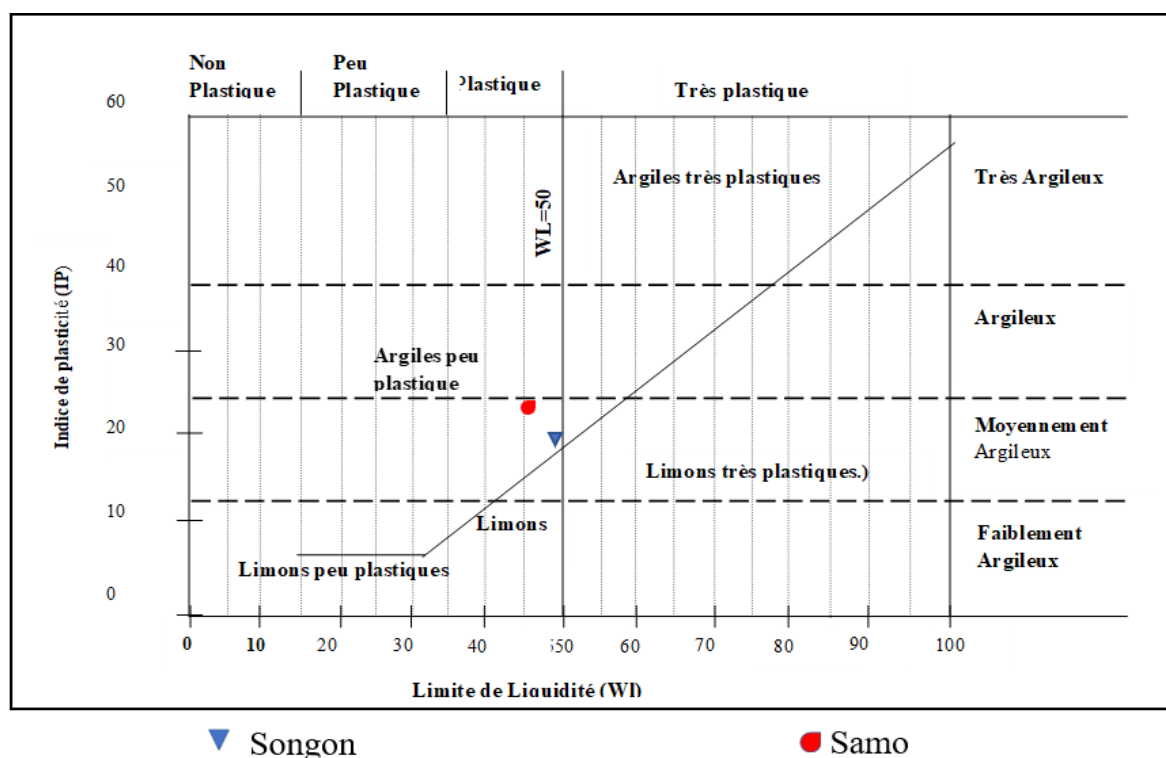 Non
Plastique
Peu
Plastique
Plastique
Très plastique
60
50
40
30
20
10
0
Indice de plasticité (IP)
WL=50
Argiles très plastiques
Très Argileux
Argileux
Argiles peu
plastique
Moyennement
Argileux
Limons très plastiques.)
Limons
Faiblement
Argileux
Limons peu plastiques
0 10 20 30 40 50 60 70 80 90 100
Limite de Liquidité (Wl)
Songon
Samo